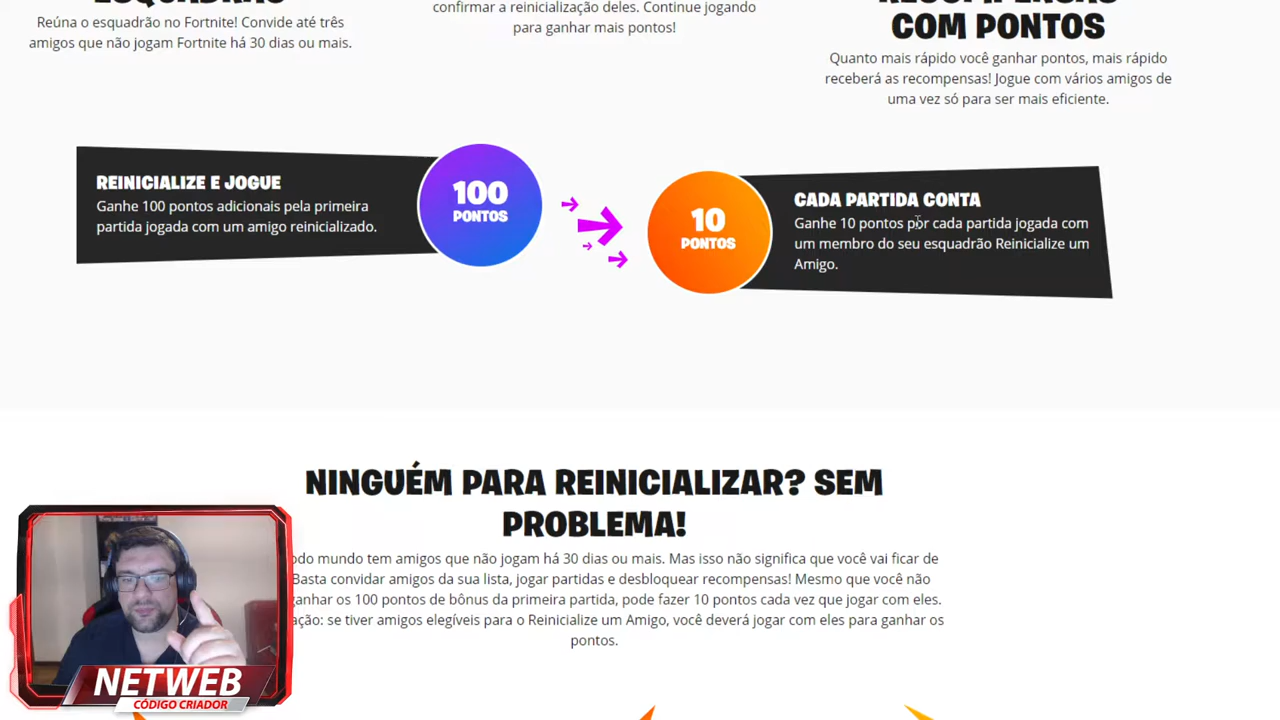 Reúna o esquadrão no Fortnite! Convide até três
amigos que não jogam Fortnite há 30 dias ou mais.
confirmar a reinicialização deles. Continue jogando
para ganhar mais pontos!
RECOMPENSAS
COM PONTOS
Quanto mais rápido você ganhar pontos, mais rápido
receberá as recompensas! Jogue com vários amigos de
uma vez só para ser mais eficiente.
REINICIALIZE E JOGUE
Ganhe 100 pontos adicionais pela primeira
partida jogada com um amigo reinicializado.
100
PONTOS
10
PONTOS
CADA PARTIDA CONTA
Ganhe 10 pontos por cada partida jogada com
um membro do seu esquadrão Reinicialize um
Amigo.
NINGUÉM PARA REINICIALIZAR? SEM
PROBLEMA!
odo mundo tem amigos que não jogam há 30 dias ou mais. Mas isso não significa que você vai ficar de
Basta convidar amigos da sua lista, jogar partidas e desbloquear recompensas! Mesmo que você não
ganhar os 100 pontos de bônus da primeira partida, pode fazer 10 pontos cada vez que jogar com eles.
ação: se tiver amigos elegíveis para o Reinicialize um Amigo, você deverá jogar com eles para ganhar os
pontos.
NETWEB
CÓDIGO CRIADOR